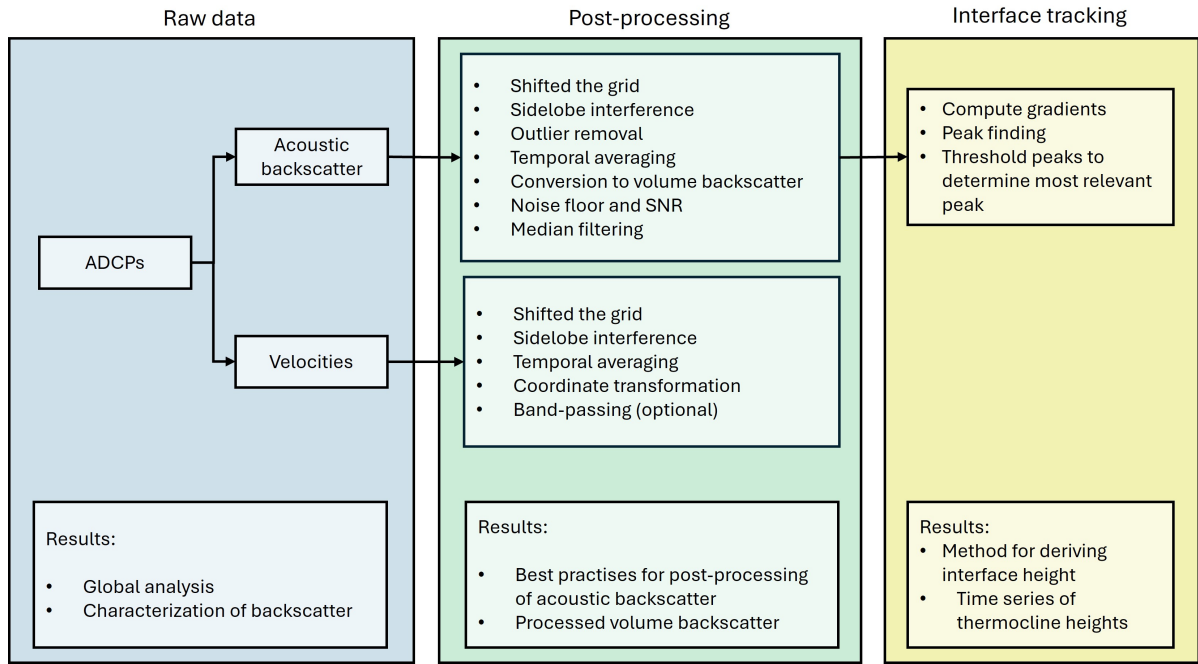 Raw data
Post-processing
Interface tracking
ADCPs
Acoustic
backscatter
Velocities
• Shifted the grid
• Sidelobe interference
• Outlier removal
• Temporal averaging
• Conversion to volume backscatter
• Noise floor and SNR
• Median filtering
• Shifted the grid
• Sidelobe interference
• Temporal averaging
• Coordinate transformation
• Band-passing (optional)
• Compute gradients
• Peak finding
• Threshold peaks to
determine most relevant
peak
Results:
• Global analysis
• Characterization of backscatter
Results:
• Best practises for post-processing
of acoustic backscatter
• Processed volume backscatter
Results:
• Method for deriving
interface height
• Time series of
thermocline heights